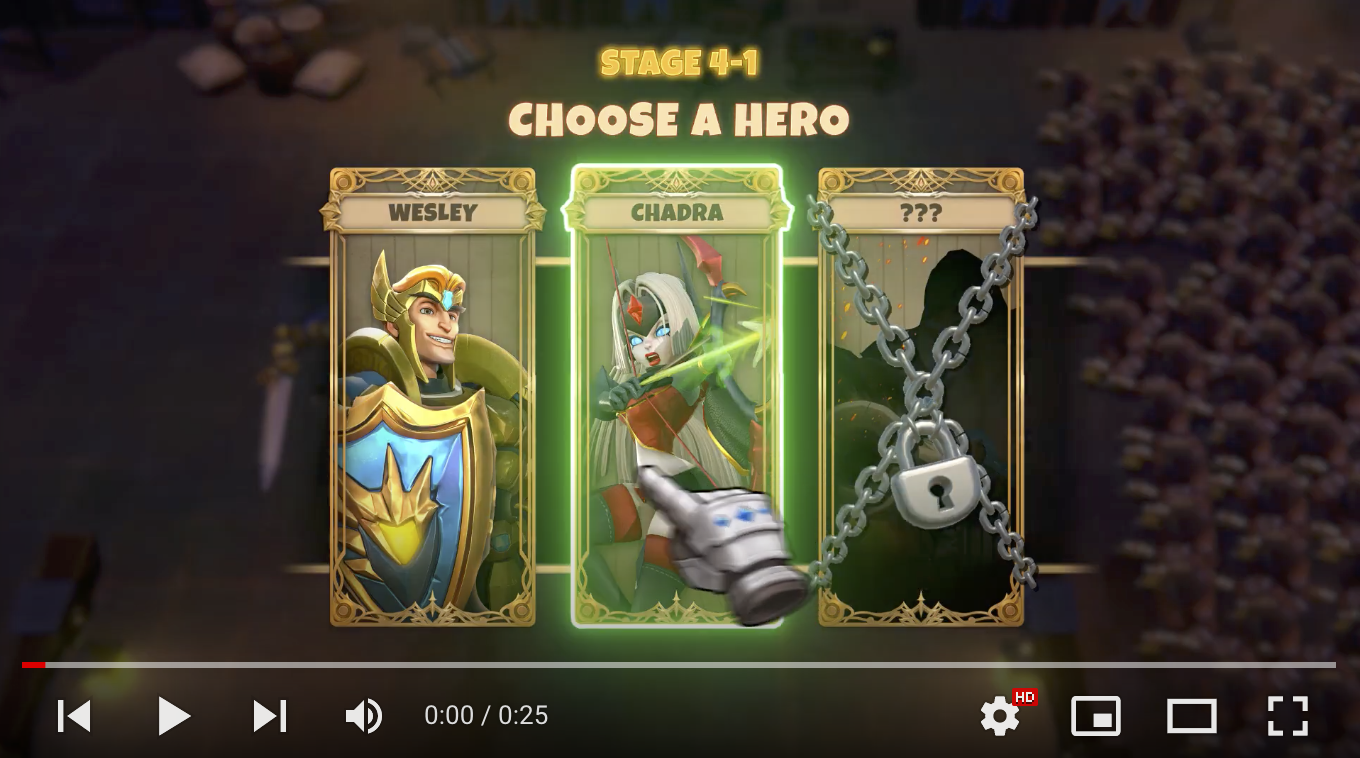 STAGE 4-1
CHOOSE A HERO
WESLEY
CHADRA
???
0:00 / 0:25
HD